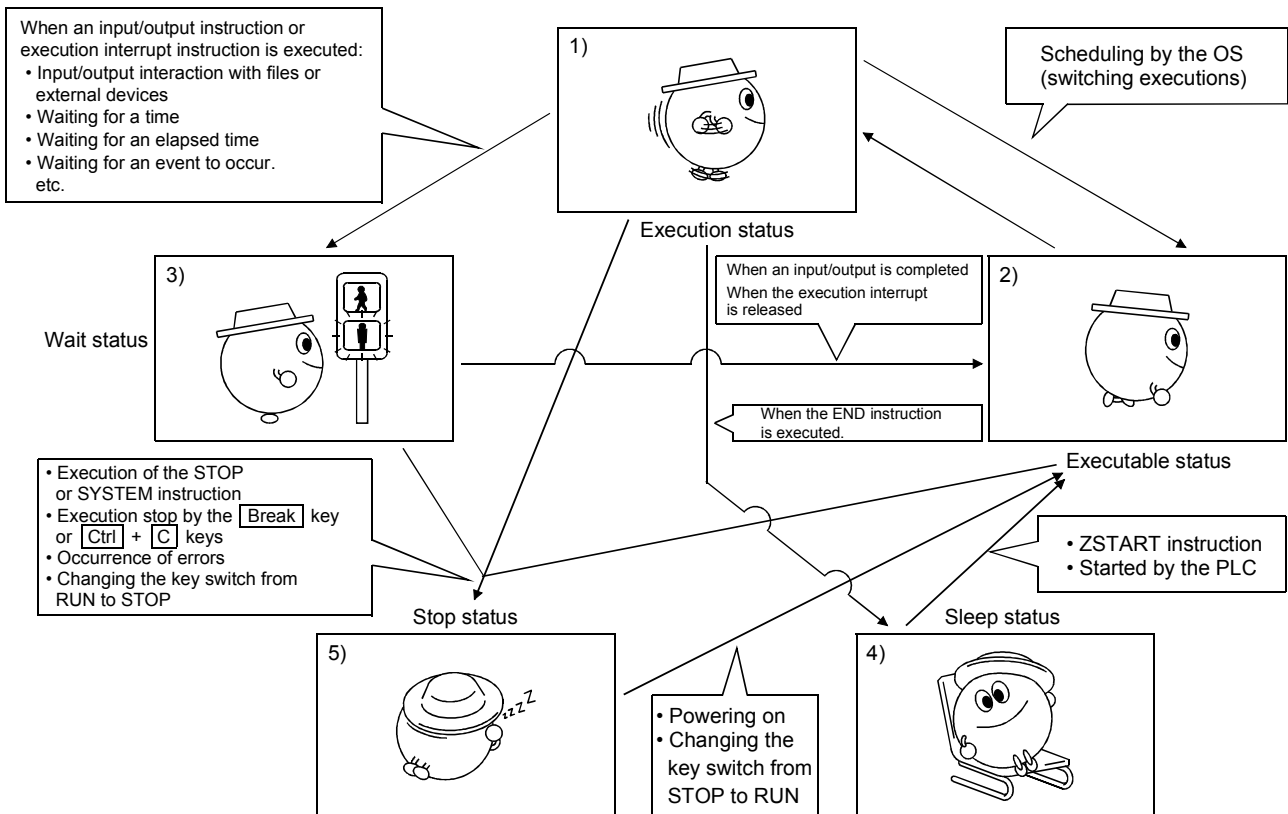 When an input/output instruction or
execution interrupt instruction is executed:
• Input/output interaction with files or
external devices
• Waiting for a time
• Waiting for an elapsed time
• Waiting for an event to occur.
etc.
1)
Scheduling by the OS
(switching executions)
Execution status
3)
Wait status
When an input/output is completed
When the execution interrupt
is released
2)
When the END instruction
is executed.
Executable status
• Execution of the STOP
or SYSTEM instruction
• Execution stop by the Break key
or Ctrl + C keys
• Occurrence of errors
• Changing the key switch from
RUN to STOP
• ZSTART instruction
• Started by the PLC
Stop status
Sleep status
5)
zzzZ
• Powering on
• Changing the
key switch from
STOP to RUN
4)